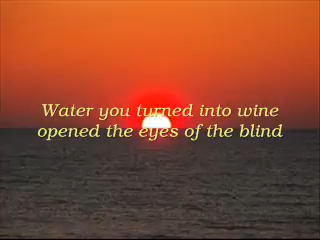 Water you turned into wine
opened the eyes of the blind